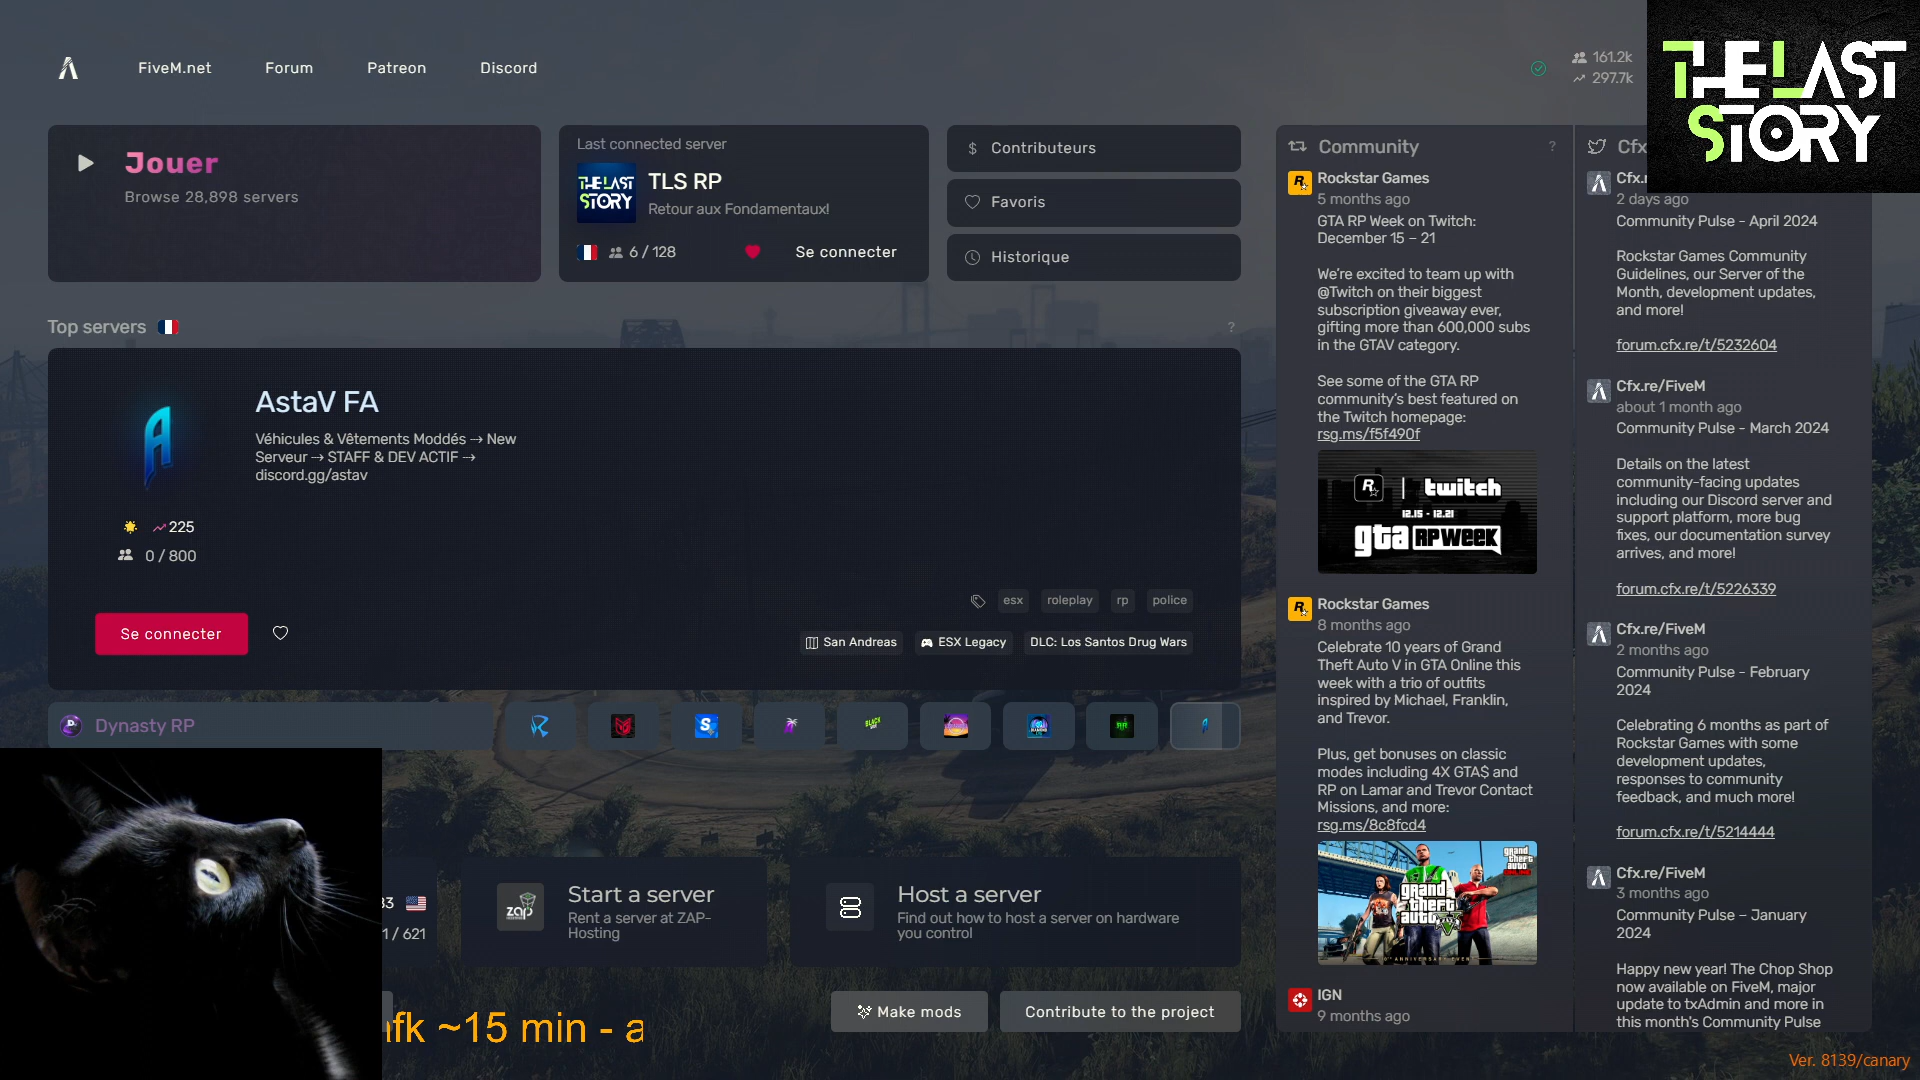 FiveM.net
Forum
Patreon
Discord
161.2k
297.7k
THE LAST
STORY
Jouer
Browse 28,898 servers
Last connected server
THE LAST
STORY
TLS RP
Retour aux Fondamentaux!
6 / 128
Se connecter
$ Contributeurs
Favoris
Historique
Top servers
?
AstaV FA
Véhicules & Vêtements Moddés → New
Serveur → STAFF & DEV ACTIF →
discord.gg/astav
225
0 / 800
Se connecter
esx
roleplay
rp
police
San Andreas
ESX Legacy
DLC: Los Santos Drug Wars
Dynasty RP
33
1 / 621
zap
Start a server
Rent a server at ZAP-
Hosting
Host a server
Find out how to host a server on hardware
you control
afk ~15 min - a
Make mods
Contribute to the project
Community
?
Rockstar Games
5 months ago
GTA RP Week on Twitch:
December 15 – 21
We're excited to team up with
@Twitch on their biggest
subscription giveaway ever,
gifting more than 600,000 subs
in the GTAV category.
See some of the GTA RP
community's best featured on
the Twitch homepage:
rsg.ms/f5f490f
R | twitch
12.15 - 12.21
gta RP WEEK
Rockstar Games
8 months ago
Celebrate 10 years of Grand
Theft Auto V in GTA Online this
week with a trio of outfits
inspired by Michael, Franklin,
and Trevor.
Plus, get bonuses on classic
modes including 4X GTA$ and
RP on Lamar and Trevor Contact
Missions, and more:
rsg.ms/8c8fcd4
grand
theft
auto V
IGN
9 months ago
Cfx
Cfx.r
2 days ago
Community Pulse - April 2024
Rockstar Games Community
Guidelines, our Server of the
Month, development updates,
and more!
forum.cfx.re/t/5232604
Cfx.re/FiveM
about 1 month ago
Community Pulse - March 2024
Details on the latest
community-facing updates
including our Discord server and
support platform, more bug
fixes, our documentation survey
arrives, and more!
forum.cfx.re/t/5226339
Cfx.re/FiveM
2 months ago
Community Pulse - February
2024
Celebrating 6 months as part of
Rockstar Games with some
development updates,
responses to community
feedback, and much more!
forum.cfx.re/t/5214444
Cfx.re/FiveM
3 months ago
Community Pulse – January
2024
Happy new year! The Chop Shop
now available on FiveM, major
update to txAdmin and more in
this month's Community Pulse
Ver. 8139/canary